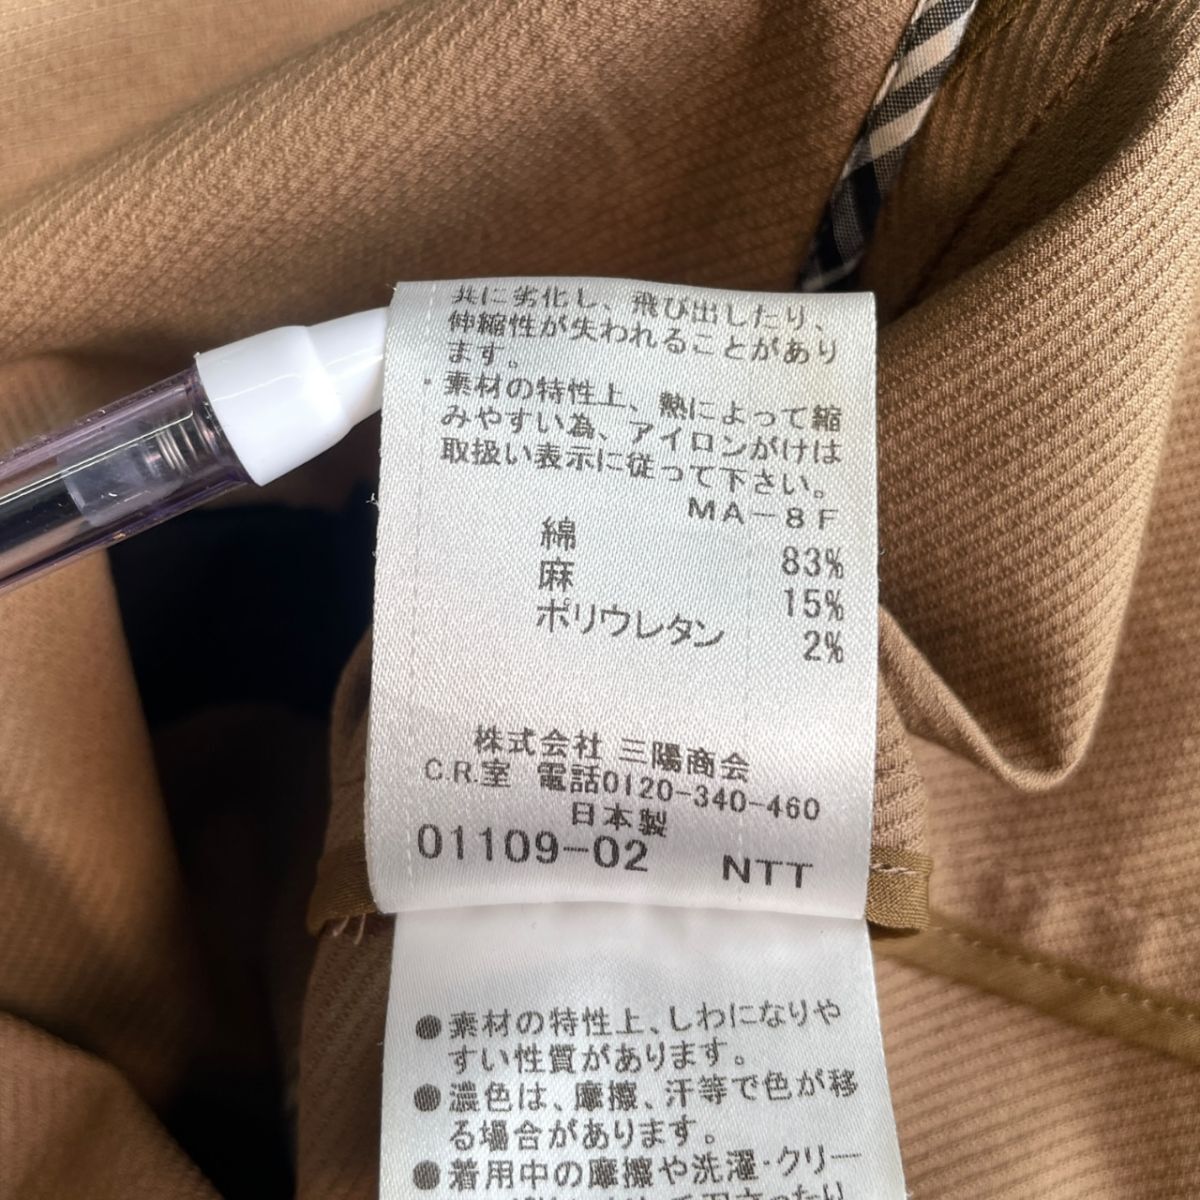 共に劣化し、飛び出したり、
伸縮性が失われることがあり
ます。
・素材の特性上、熱によって縮
みやすい為、アイロンがけは
取扱い表示に従って下さい。
MA-8F
綿 83%
麻 15%
ポリウレタン 2%
株式会社 三陽商会
C.R.室 電話0120-340-460
日本製
01109-02 NTT
●素材の特性上、しわになりや
すい性質があります。
●濃色は、摩擦、汗等で色が移
る場合があります。
●着用中の摩擦や洗濯・クリー